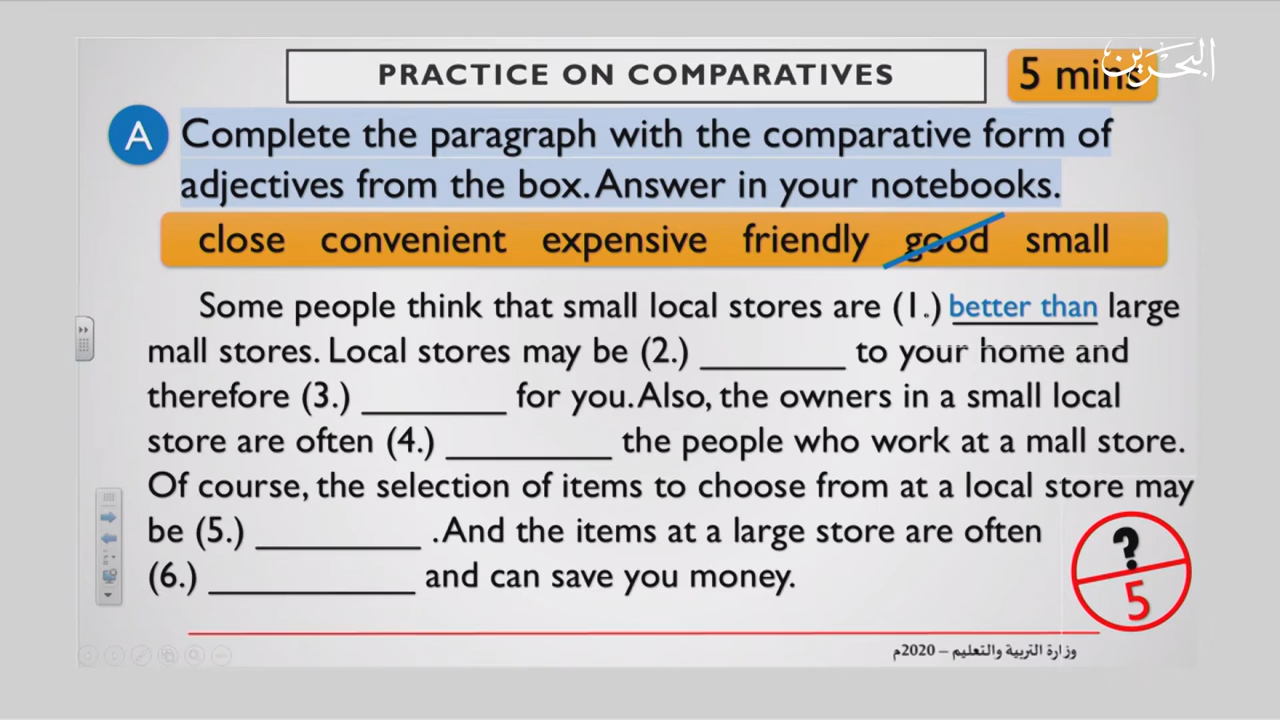 PRACTICE ON COMPARATIVES
5 mins
البحرين
A
Complete the paragraph with the comparative form of
adjectives from the box. Answer in your notebooks.
close convenient expensive friendly good small
Some people think that small local stores are (1.) better than large
mall stores. Local stores may be (2.) ________ to your home and
therefore (3.) ________ for you. Also, the owners in a small local
store are often (4.) _________ the people who work at a mall store.
Of course, the selection of items to choose from at a local store may
be (5.) _________ . And the items at a large store are often
(6.) ___________ and can save you money.
?
5
وزارة التربية والتعليم – 2020م